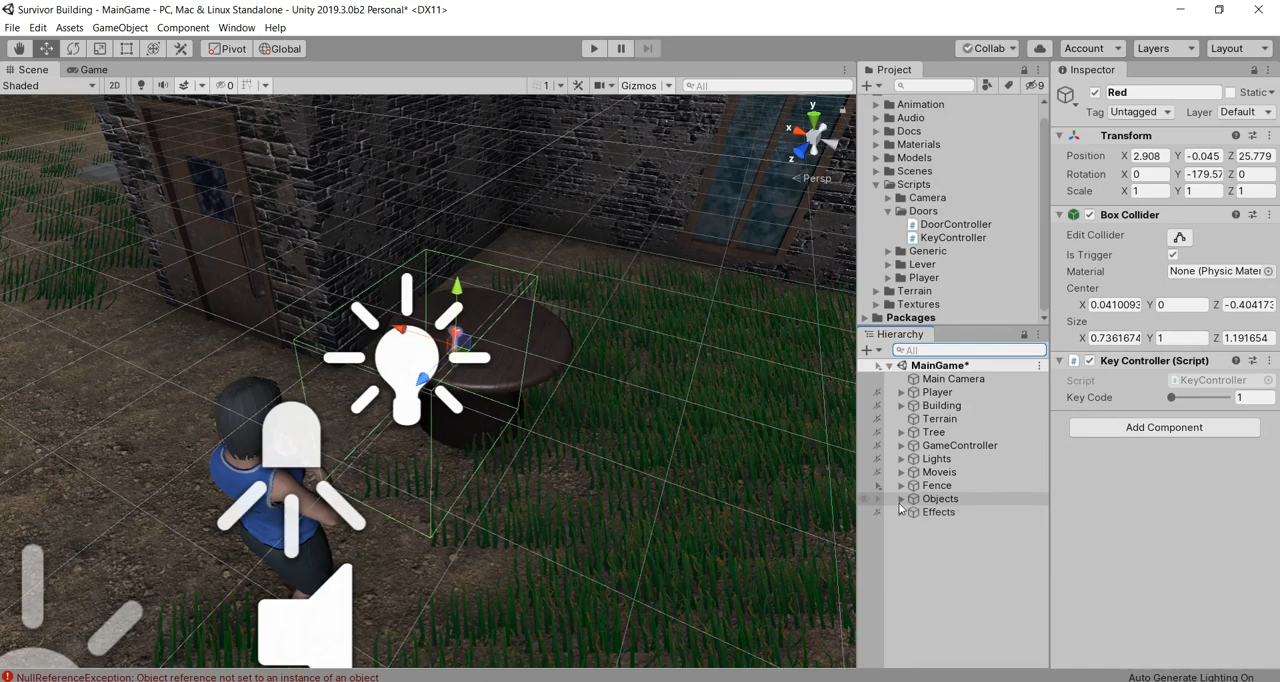 Survivor Building - MainGame - PC, Mac & Linux Standalone - Unity 2019.3.0b2 Personal* <DX11>
File Edit Assets GameObject Component Window Help
Pivot Global Collab Account Layers Layout
Scene Game
Shaded 2D 0 1 Gizmos All
y
x
z
Persp
Project
9
Animation
Audio
Docs
Materials
Models
Scenes
Scripts
Camera
Doors
DoorController
KeyController
Generic
Lever
Player
Terrain
Textures
Packages
Hierarchy
All
MainGame*
Main Camera
Player
Building
Terrain
Tree
GameController
Lights
Moveis
Fence
Objects
Effects
Inspector
Red Static
Tag Untagged Layer Default
Transform
Position X 2.908 Y -0.045 Z 25.779
Rotation X 0 Y -179.57 Z 0
Scale X 1 Y 1 Z 1
Box Collider
Edit Collider
Is Trigger
Material None (Physic Mater
Center
X 0.0410093 Y 0 Z -0.404173
Size
X 0.7361674 Y 1 Z 1.191654
Key Controller (Script)
Script KeyController
Key Code 1
Add Component
NullReferenceException: Object reference not set to an instance of an object
Auto Generate Lighting On